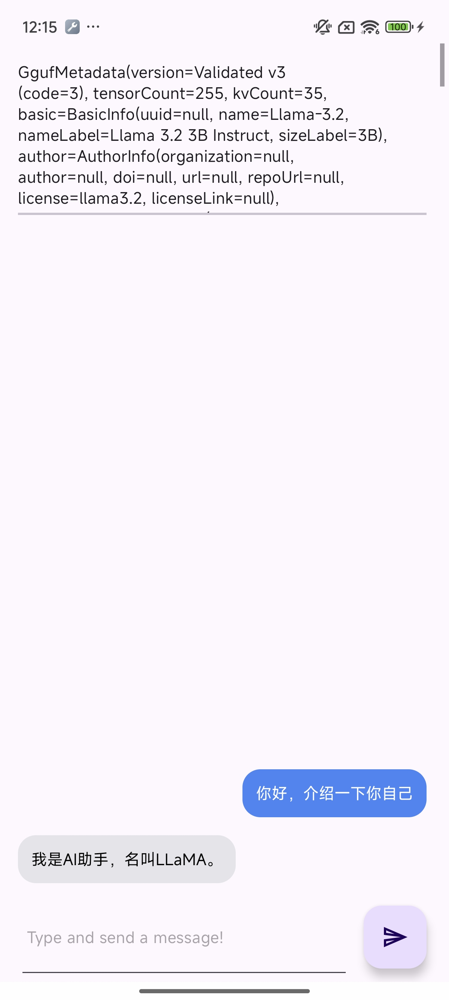 12:15
100
GgufMetadata(version=Validated v3
(code=3), tensorCount=255, kvCount=35,
basic=BasicInfo(uuid=null, name=Llama-3.2,
nameLabel=Llama 3.2 3B Instruct, sizeLabel=3B),
author=AuthorInfo(organization=null,
author=null, doi=null, url=null, repoUrl=null,
license=llama3.2, licenseLink=null),
你好，介绍一下你自己
我是AI助手，名叫LLaMA。
Type and send a message!